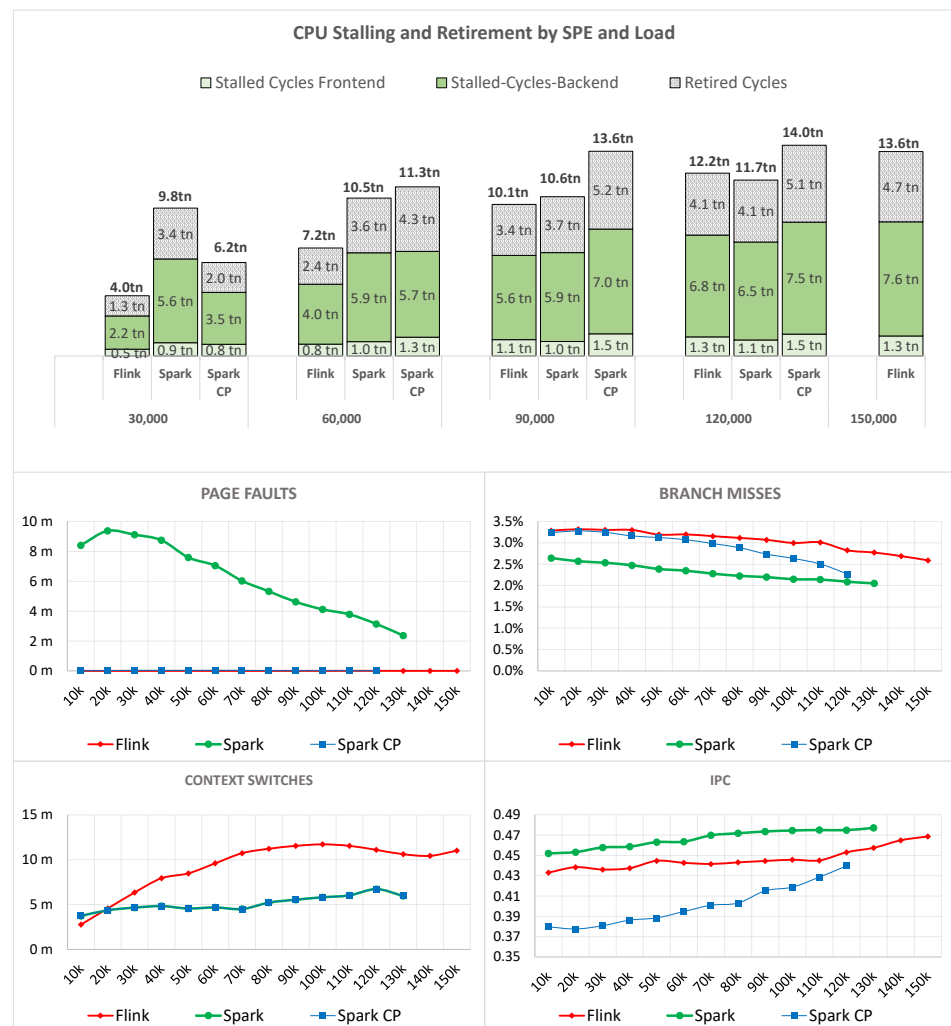 CPU Stalling and Retirement by SPE and Load
Stalled Cycles Frontend Stalled-Cycles-Backend Retired Cycles
4.0tn 9.8tn 6.2tn 7.2tn 10.5tn 11.3tn 10.1tn 10.6tn 13.6tn 12.2tn 11.7tn 14.0tn 13.6tn
1.3 tn 3.4 tn 2.0 tn 2.4 tn 3.6 tn 4.3 tn 3.4 tn 3.7 tn 5.2 tn 4.1 tn 4.1 tn 5.1 tn 4.7 tn
2.2 tn 5.6 tn 3.5 tn 4.0 tn 5.9 tn 5.7 tn 5.6 tn 5.9 tn 7.0 tn 6.8 tn 6.5 tn 7.5 tn 7.6 tn
0.5 tn 0.9 tn 0.8 tn 0.8 tn 1.0 tn 1.3 tn 1.1 tn 1.0 tn 1.5 tn 1.3 tn 1.1 tn 1.5 tn 1.3 tn
Flink Spark Spark CP Flink Spark Spark CP Flink Spark Spark CP Flink Spark Spark CP Flink
30,000 60,090 90,000 120,000 150,000
PAGE FAULTS
10 m
8 m
6 m
4 m
2 m
0 m
10k 20k 30k 40k 50k 60k 70k 80k 90k 100k 110k 120k 130k 140k 150k
Flink Spark Spark CP
BRANCH MISSES
3.5%
3.0%
2.5%
2.0%
1.5%
1.0%
0.5%
0.0%
10k 20k 30k 40k 50k 60k 70k 80k 90k 100k 110k 120k 130k 140k 150k
Flink Spark Spark CP
CONTEXT SWITCHES
15 m
10 m
5 m
0 m
10k 20k 30k 40k 50k 60k 70k 80k 90k 100k 110k 120k 130k 140k 150k
Flink Spark Spark CP
IPC
0.49
0.47
0.45
0.43
0.41
0.39
0.37
0.35
10k 20k 30k 40k 50k 60k 70k 80k 90k 100k 110k 120k 130k 140k 150k
Flink Spark Spark CP